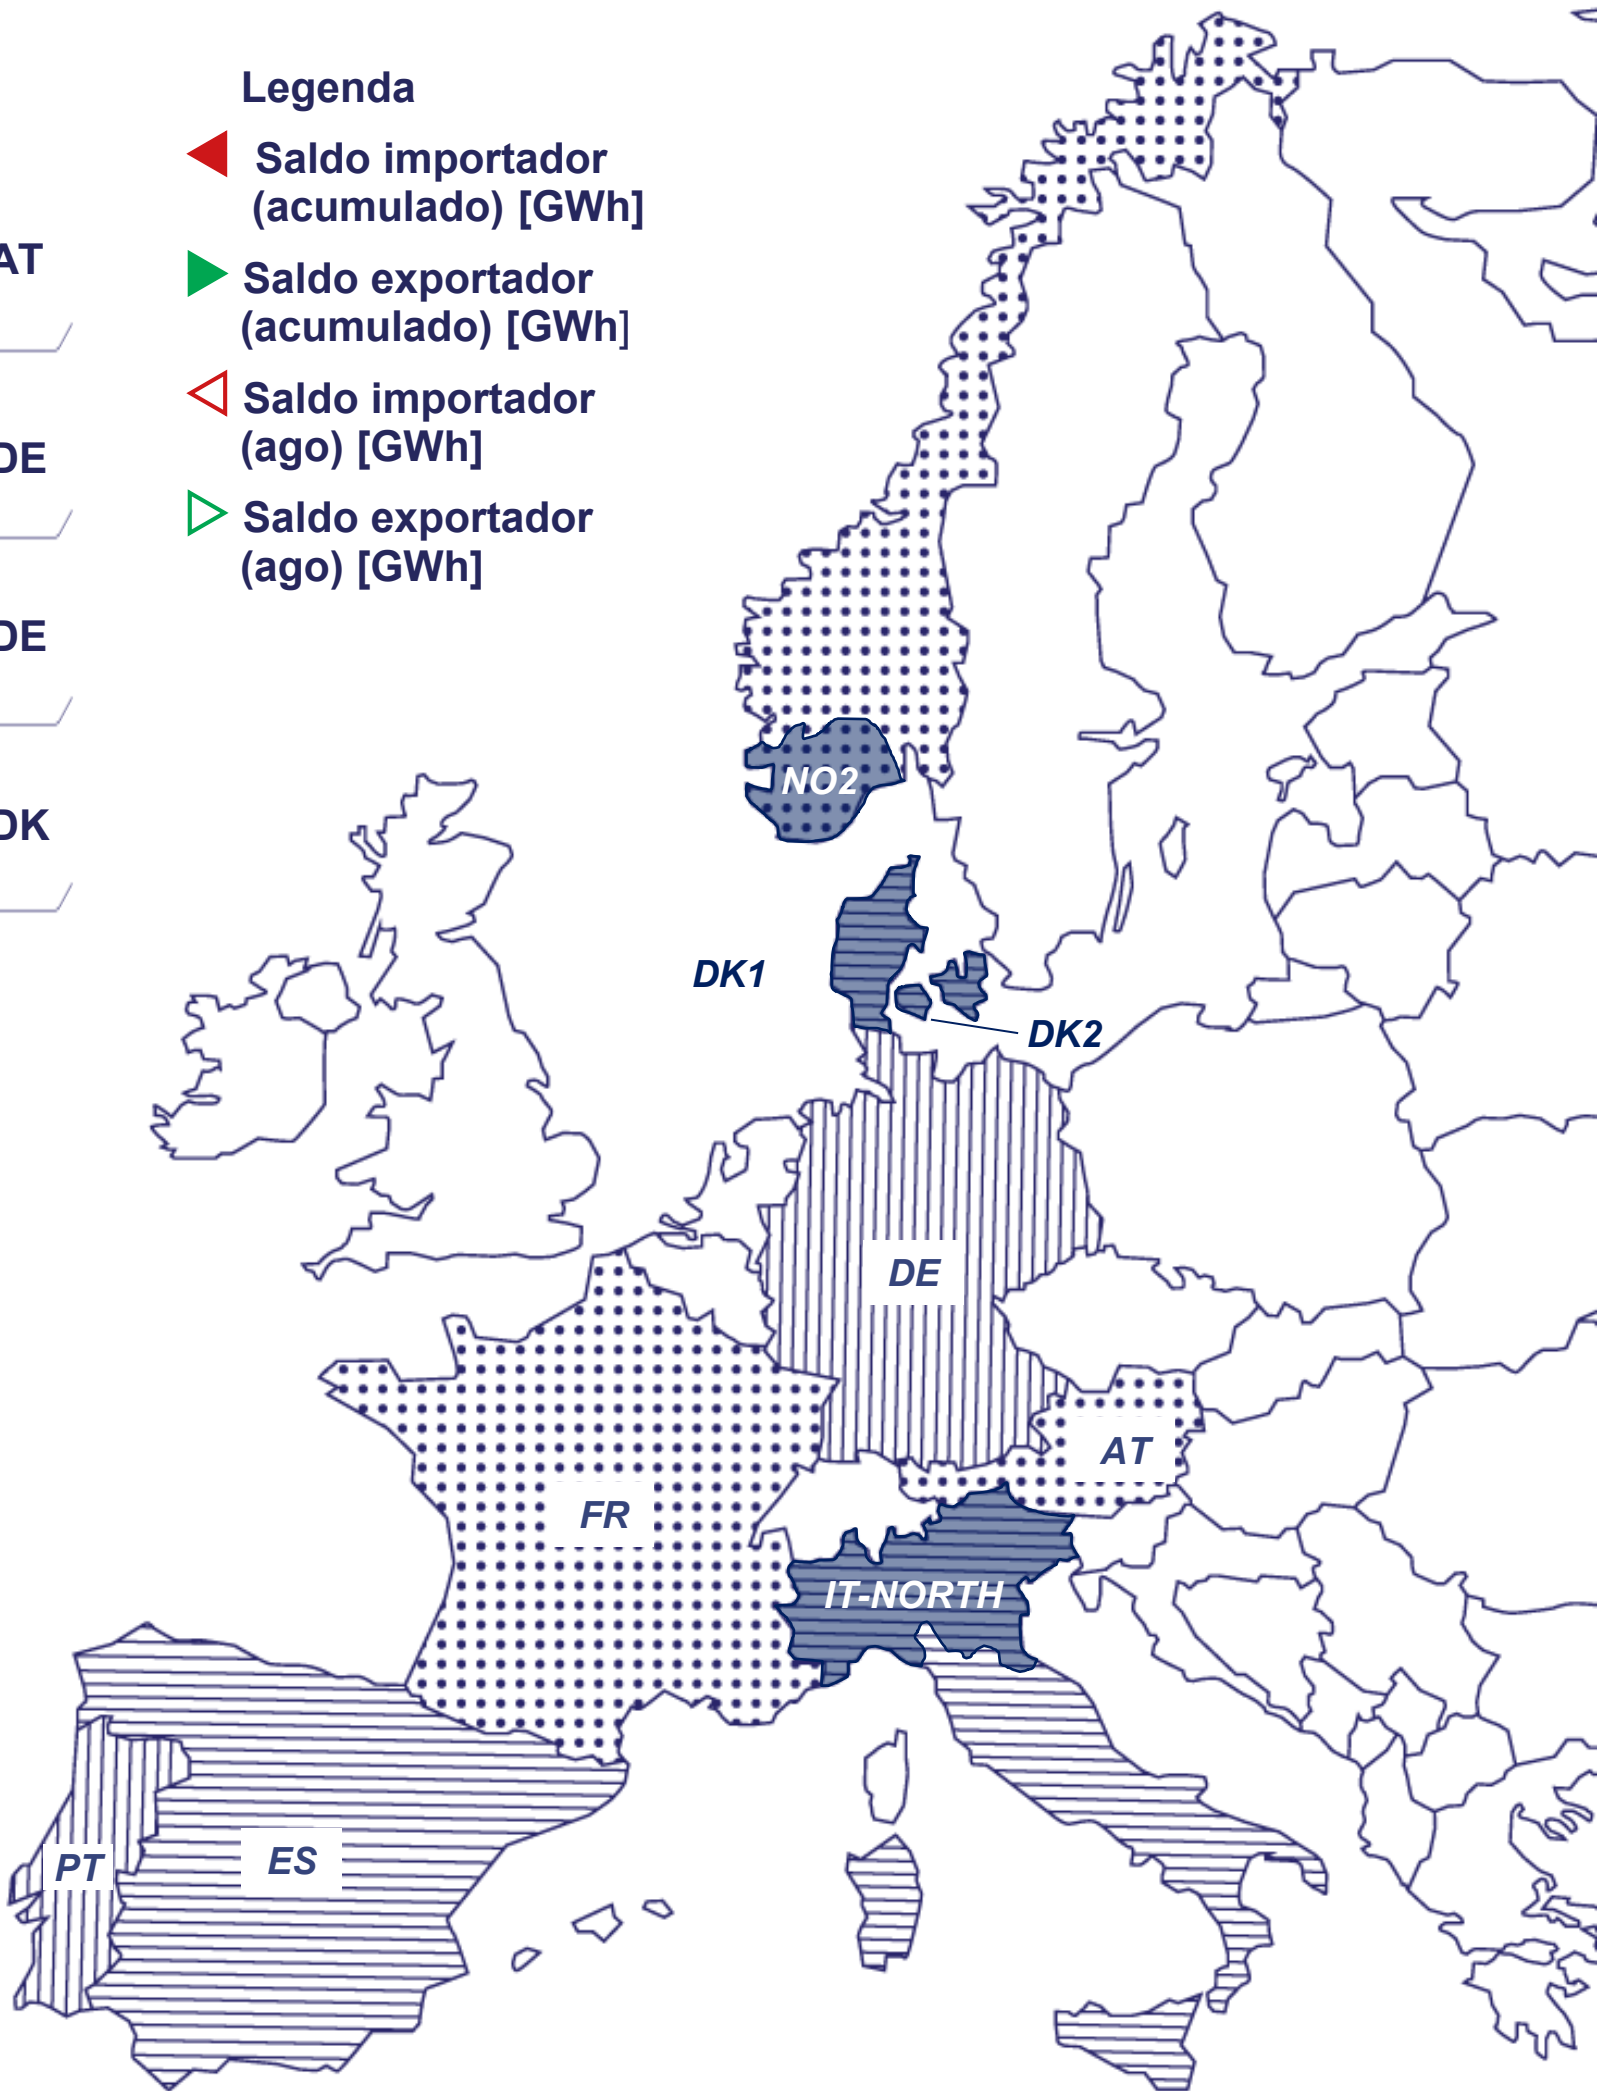 Legenda
Saldo importador
(acumulado) [GWh]
Saldo exportador
(acumulado) [GWh]
Saldo importador
(ago) [GWh]
Saldo exportador
(ago) [GWh]
AT
DE
DE
DK
NO2
DK1
DK2
DE
AT
FR
IT-NORTH
PT
ES